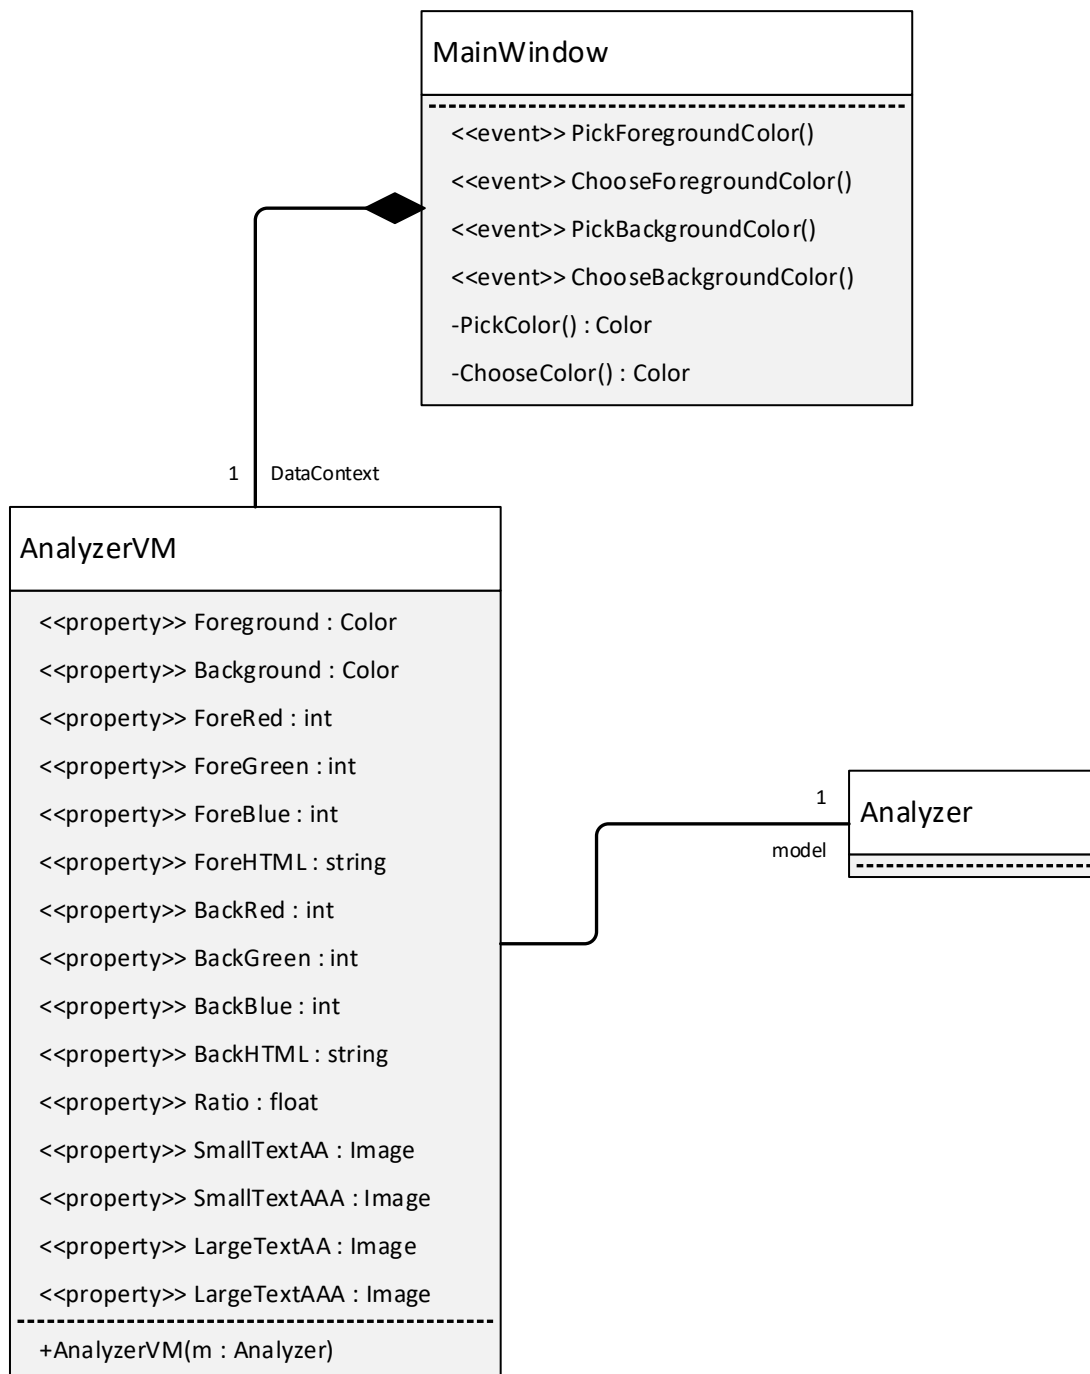 MainWindow
<<event>> PickForegroundColor()
<<event>> ChooseForegroundColor()
<<event>> PickBackgroundColor()
<<event>> ChooseBackgroundColor()
-PickColor() : Color
-ChooseColor() : Color
1 DataContext
AnalyzerVM
<<property>> Foreground : Color
<<property>> Background : Color
<<property>> ForeRed : int
<<property>> ForeGreen : int
<<property>> ForeBlue : int
<<property>> ForeHTML : string
<<property>> BackRed : int
<<property>> BackGreen : int
<<property>> BackBlue : int
<<property>> BackHTML : string
<<property>> Ratio : float
<<property>> SmallTextAA : Image
<<property>> SmallTextAAA : Image
<<property>> LargeTextAA : Image
<<property>> LargeTextAAA : Image
+AnalyzerVM(m : Analyzer)
1
model
Analyzer